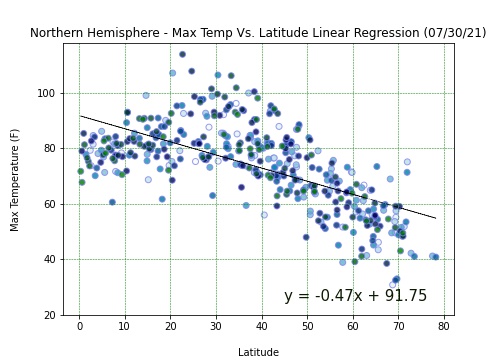 Northern Hemisphere - Max Temp Vs. Latitude Linear Regression (07/30/21)
Max Temperature (F)
100
80
60
40
20
y = -0.47x + 91.75
0 10 20 30 40 50 60 70 80
Latitude